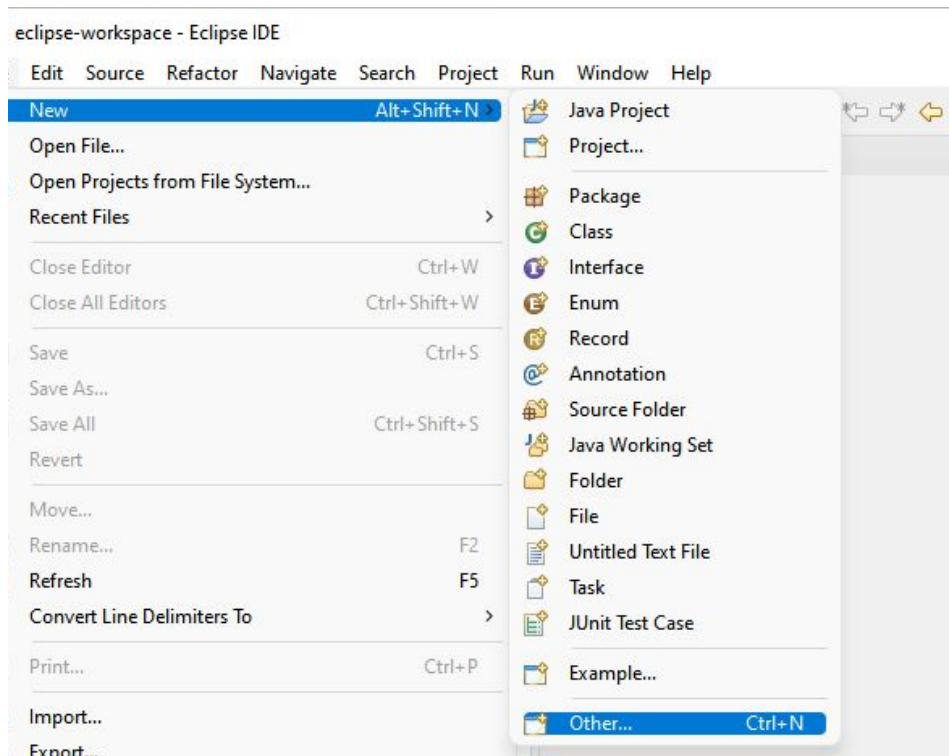 eclipse-workspace - Eclipse IDE
Edit Source Refactor Navigate Search Project Run Window Help
New Alt+Shift+N >
Open File...
Open Projects from File System...
Recent Files >
Close Editor Ctrl+W
Close All Editors Ctrl+Shift+W
Save Ctrl+S
Save As...
Save All Ctrl+Shift+S
Revert
Move...
Rename... F2
Refresh F5
Convert Line Delimiters To >
Print... Ctrl+P
Import...
Export...
Java Project
Project...
Package
Class
Interface
Enum
Record
Annotation
Source Folder
Java Working Set
Folder
File
Untitled Text File
Task
JUnit Test Case
Example...
Other... Ctrl+N